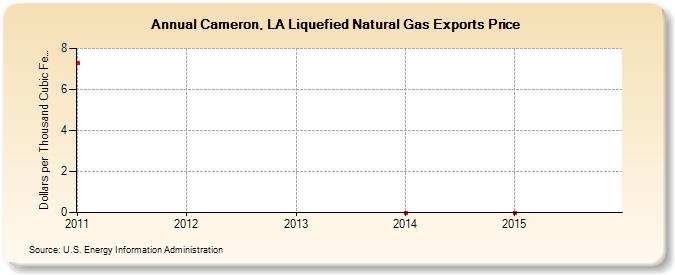 Annual Cameron, LA Liquefied Natural Gas Exports Price
Dollars per Thousand Cubic Fe...
8
6
4
2
0
2011 2012 2013 2014 2015
Source: U.S. Energy Information Administration